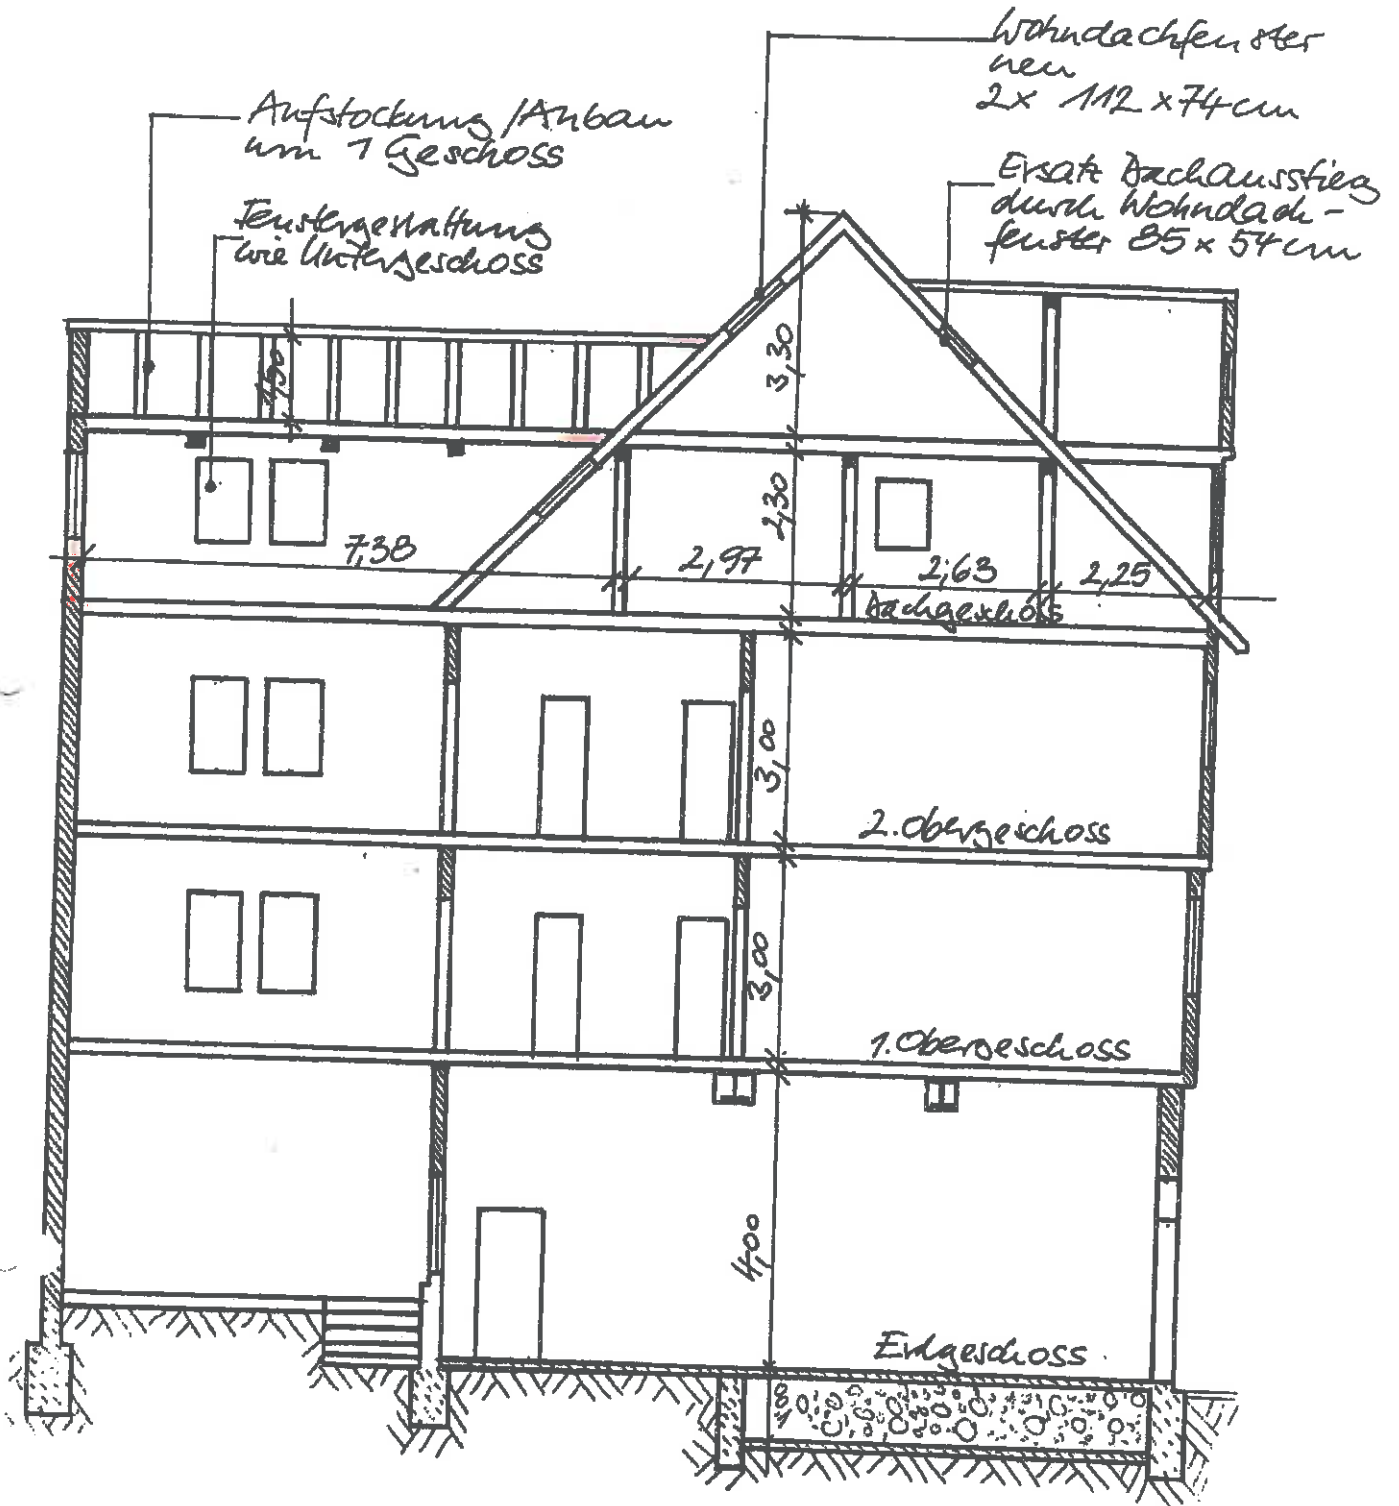 Wohndachfenster
neu
2x 112 x 74 cm
Aufstockung / Anbau
um 1 Geschoss
Ersatz Dachausstieg
durch Wohndach-
fenster 85 x 54 cm
Fenstergestaltung
wie Untergeschoss
3,30
2,30
7,38
2,97
2,63
2,25
Dachgeschoss
3,00
2. Obergeschoss
3,00
1. Obergeschoss
4,00
Erdgeschoss